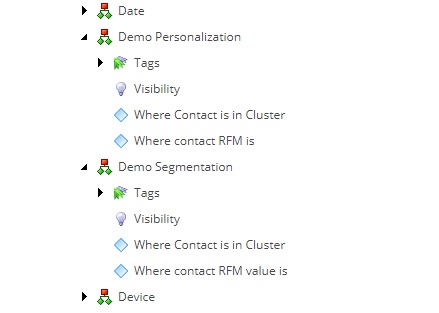 Date
Demo Personalization
Tags
Visibility
Where Contact is in Cluster
Where contact RFM is
Demo Segmentation
Tags
Visibility
Where Contact is in Cluster
Where contact RFM value is
Device